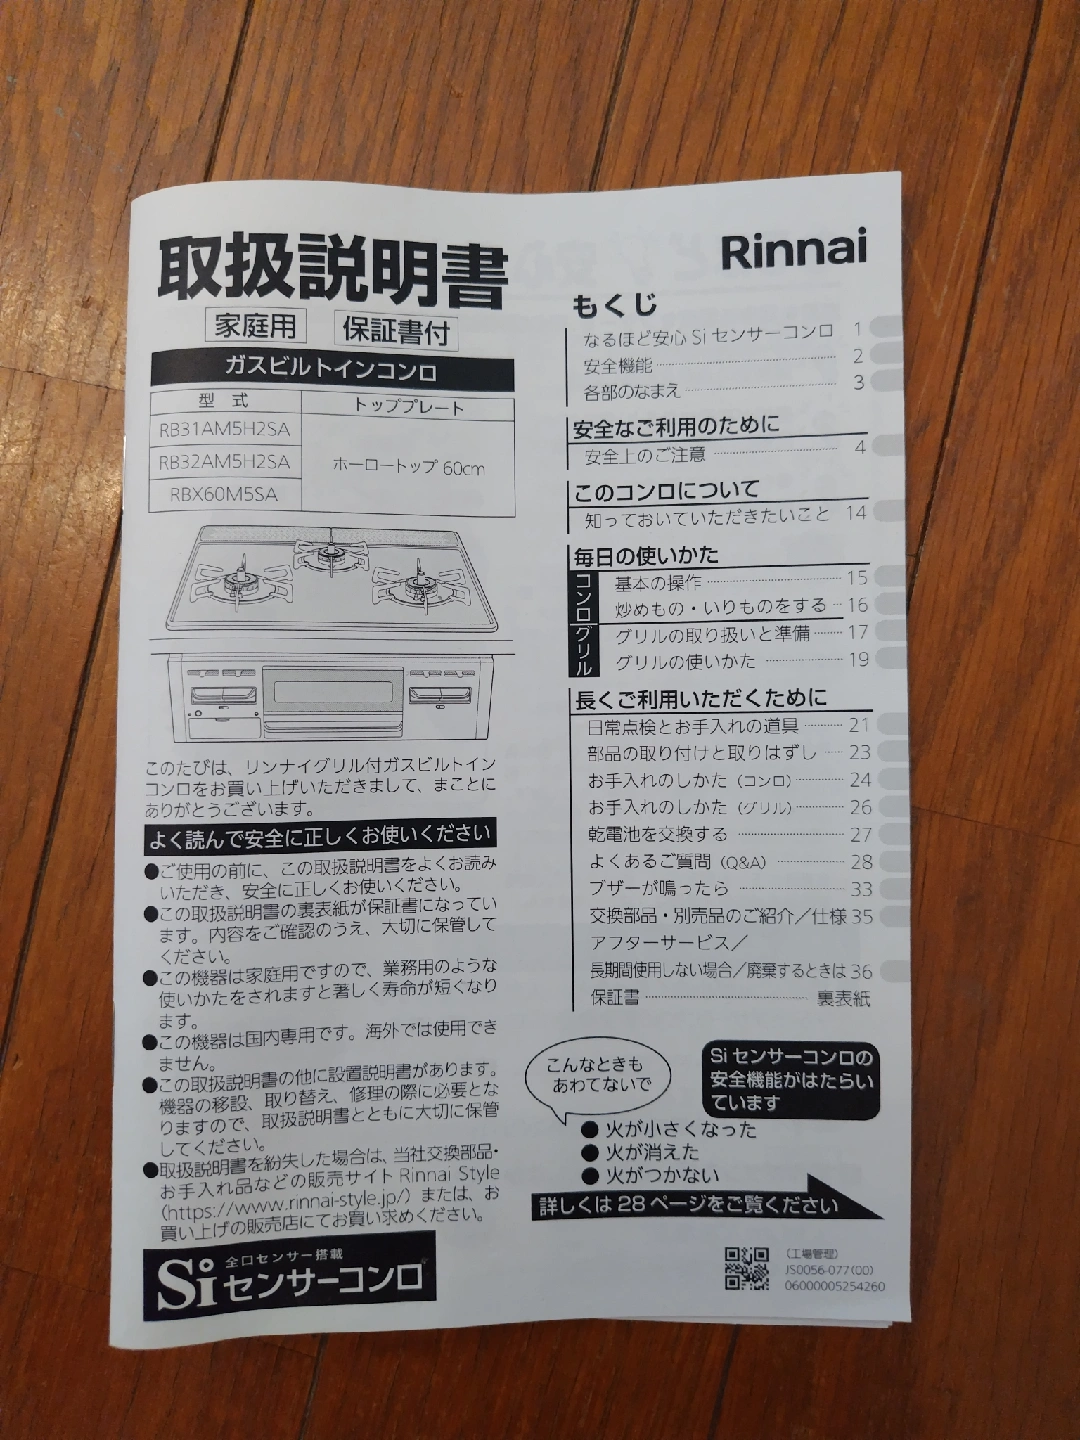 取扱説明書
家庭用 保証書付
ガスビルトインコンロ
型 式 トッププレート
RB31AM5H2SA
RB32AM5H2SA ホーロートップ 60cm
RBX60M5SA
このたびは、リンナイグリル付ガスビルトイン
コンロをお買い上げいただきまして、まことに
ありがとうございます。
よく読んで安全に正しくお使いください
●ご使用の前に、この取扱説明書をよくお読み
いただき、安全に正しくお使いください。
●この取扱説明書の裏表紙が保証書になってい
ます。内容をご確認のうえ、大切に保管して
ください。
●この機器は家庭用ですので、業務用のような
使いかたをされますと著しく寿命が短くなり
ます。
●この機器は国内専用です。海外では使用でき
ません。
●この取扱説明書の他に設置説明書があります。
機器の移設、取り替え、修理の際に必要とな
りますので、取扱説明書とともに大切に保管
してください。
●取扱説明書を紛失した場合は、当社交換部品・
お手入れ品などの販売サイトRinnai Style
（https://www.rinnai-style.jp/）または、お
買い上げの販売店にてお買い求めください。
全口センサー搭載
Siセンサーコンロ
Rinnai
もくじ
なるほど安心 Si センサーコンロ 1
安全機能 2
各部のなまえ 3
安全なご利用のために
安全上のご注意 4
このコンロについて
知っておいていただきたいこと 14
毎日の使いかた
コンロ
基本の操作 15
炒めもの・いりものをする 16
グリル
グリルの取り扱いと準備 17
グリルの使いかた 19
長くご利用いただくために
日常点検とお手入れの道具 21
部品の取り付けと取りはずし 23
お手入れのしかた（コンロ） 24
お手入れのしかた（グリル） 26
乾電池を交換する 27
よくあるご質問（Q&A） 28
ブザーが鳴ったら 33
交換部品・別売品のご紹介／仕様 35
アフターサービス／
長期間使用しない場合／廃棄するときは 36
保証書 裏表紙
こんなときも
あわてないで
Si センサーコンロの
安全機能がはたらい
ています
● 火が小さくなった
● 火が消えた
● 火がつかない
詳しくは 28 ページをご覧ください
（工場管理）
JS0056-077(00)
06000005254260